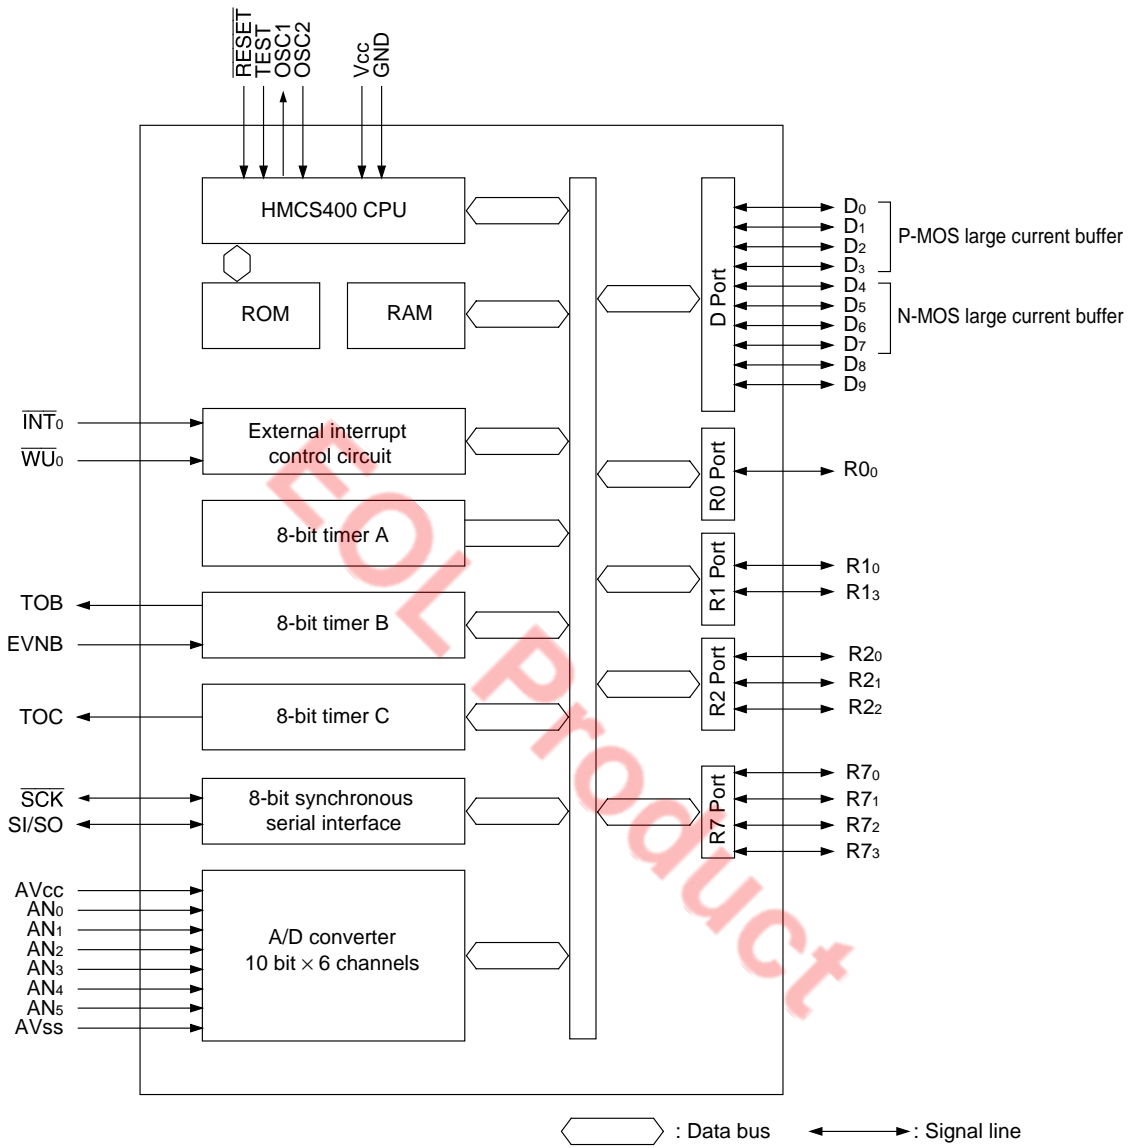 RESET
TEST
OSC1
OSC2
Vcc
GND
HMCS400 CPU
ROM
RAM
External interrupt
control circuit
8-bit timer A
8-bit timer B
8-bit timer C
8-bit synchronous
serial interface
A/D converter
10 bit × 6 channels
INT0
WU0
TOB
EVNB
TOC
SCK
SI/SO
AVcc
AN0
AN1
AN2
AN3
AN4
AN5
AVss
D Port
R0 Port
R1 Port
R2 Port
R7 Port
D0
D1
D2
D3
D4
D5
D6
D7
D8
D9
P-MOS large current buffer
N-MOS large current buffer
R00
R10
R13
R20
R21
R22
R70
R71
R72
R73
EOL Product
: Data bus
: Signal line